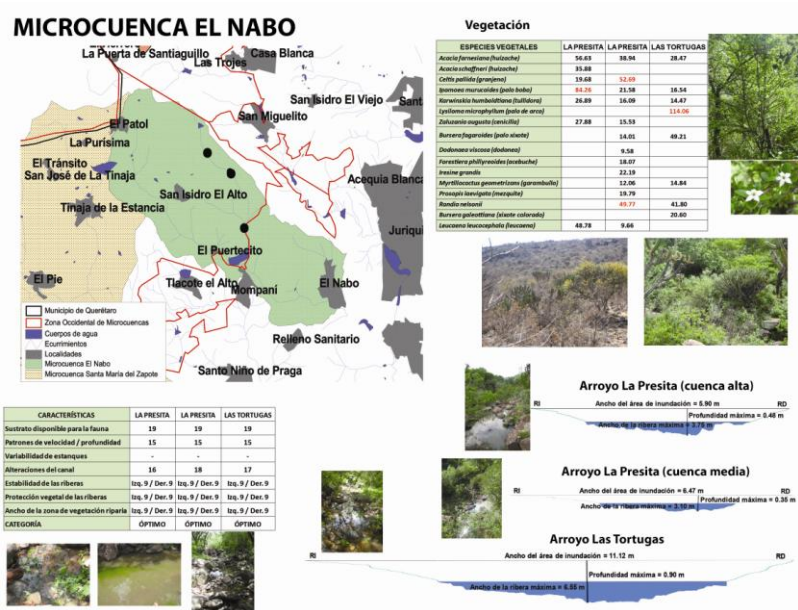 MICROCUENCA EL NABO
La Puerta de Santiaguillo
Casa Blanca
Las Trojes
San Isidro El Viejo
Santa
San Miguelito
El Patol
La Purísima
El Tránsito
San José de La Tinaja
Acequia Blanca
San Isidro El Alto
Tinaja de la Estancia
Juriqui
El Puertecito
El Pie
Tlacote el Alto
Mompaní
El Nabo
Relleno Sanitario
Santo Niño de Praga
Municipio de Querétaro
Zona Occidental de Microcuencas
Cuerpos de agua
Ecurrimientos
Localidades
Microcuenca El Nabo
Microcuenca Santa María del Zapote
Vegetación
ESPECIES VEGETALES LA PRESITA LA PRESITA LAS TORTUGAS
Acacia farnesiana (huizache) 56.63 38.94 28.47
Acacia schaffneri (huizache) 35.88
Celtis pallida (granjeno) 19.68 52.69
Ipomoea murucoides (palo bobo) 84.26 21.58 16.54
Karwinskia humboldtiana (tullidora) 26.89 16.09 14.47
Lysiloma microphyllum (palo de arco) 114.06
Zaluzania augusta (cenicilla) 27.88 15.53
Bursera fagaroides (palo xixote) 14.01 49.21
Dodonaea viscosa (dodonea) 9.58
Forestiera phillyreoides (acebuche) 18.07
Iresine grandis 22.19
Myrtillocactus geometrizans (garambullo) 12.06 14.84
Prosopis laevigata (mezquite) 19.79
Randia nelsonii 49.77 41.80
Bursera galeottiana (xixote colorado) 20.60
Leucaena leucocephala (leucaena) 48.78 9.66
CARACTERÍSTICAS LA PRESITA LA PRESITA LAS TORTUGAS
Sustrato disponible para la fauna 19 19 19
Patrones de velocidad / profundidad 15 15 15
Variabilidad de estanques - - -
Alteraciones del canal 16 18 17
Estabilidad de las riberas Izq. 9 / Der. 9 Izq. 9 / Der. 9 Izq. 9 / Der. 9
Protección vegetal de las riberas Izq. 9 / Der. 9 Izq. 9 / Der. 9 Izq. 9 / Der. 9
Ancho de la zona de vegetación riparia Izq. 9 / Der. 9 Izq. 9 / Der. 9 Izq. 9 / Der. 9
CATEGORÍA ÓPTIMO ÓPTIMO ÓPTIMO
Arroyo La Presita (cuenca alta)
RI Ancho del área de inundación = 5.90 m RD
Profundidad máxima = 0.48 m
Ancho de la ribera máxima = 3.75 m
Arroyo La Presita (cuenca media)
RI Ancho del área de inundación = 6.47 m RD
Profundidad máxima = 0.35 m
Ancho de la ribera máxima = 3.10 m
Arroyo Las Tortugas
RI Ancho del área de inundación = 11.12 m RD
Profundidad máxima = 0.90 m
Ancho de la ribera máxima = 6.55 m